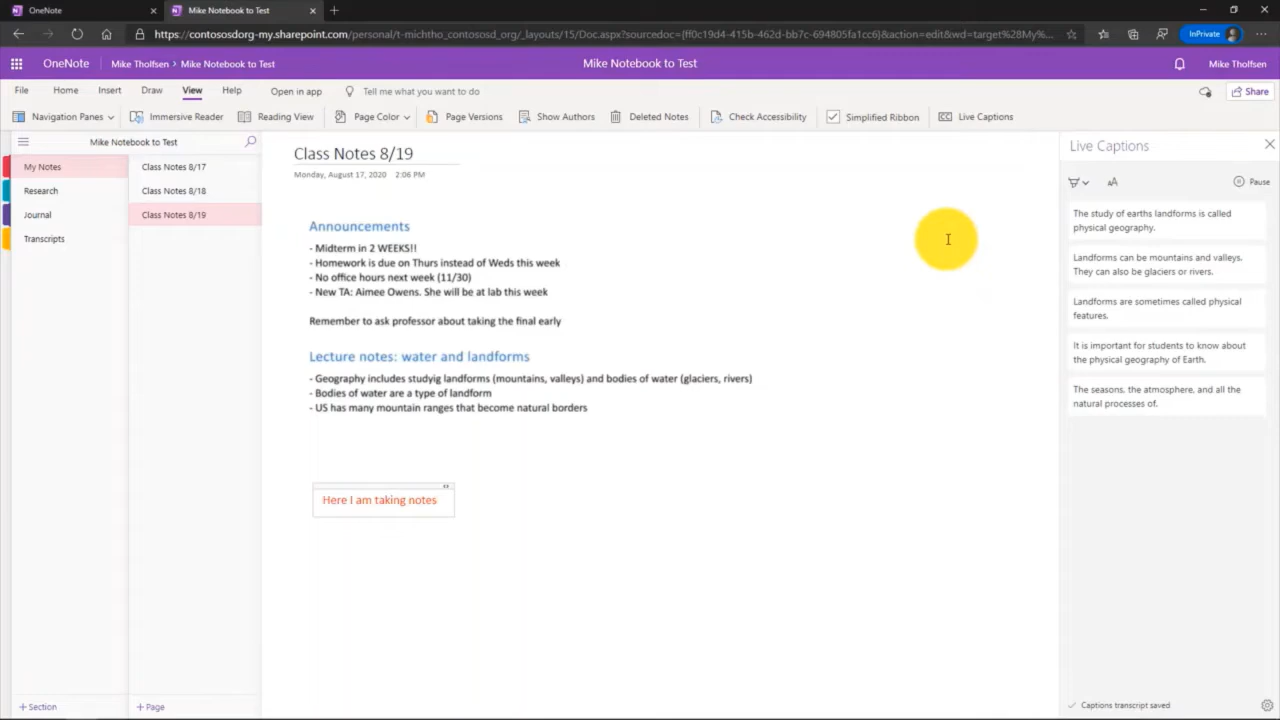 OneNote
Mike Notebook to Test
https://contososdorg-my.sharepoint.com/personal/t-michtho_contososd_org/_layouts/15/Doc.aspx?sourcedoc={ff0c19d4-415b-462d-bb7c-694805fa1cc6}&action=edit&wd=target%28My%...
InPrivate
OneNote
Mike Tholfsen > Mike Notebook to Test
Mike Notebook to Test
Mike Tholfsen
File
Home
Insert
Draw
View
Help
Open in app
Tell me what you want to do
Share
Navigation Panes
Immersive Reader
Reading View
Page Color
Page Versions
Show Authors
Deleted Notes
Check Accessibility
Simplified Ribbon
Live Captions
Mike Notebook to Test
My Notes
Research
Journal
Transcripts
Class Notes 8/17
Class Notes 8/18
Class Notes 8/19
+ Section
+ Page
Class Notes 8/19
Monday, August 17, 2020 2:06 PM
Announcements
- Midterm in 2 WEEKS!!
- Homework is due on Thurs instead of Weds this week
- No office hours next week (11/30)
- New TA: Aimee Owens. She will be at lab this week
Remember to ask professor about taking the final early
Lecture notes: water and landforms
- Geography includes studyig landforms (mountains, valleys) and bodies of water (glaciers, rivers)
- Bodies of water are a type of landform
- US has many mountain ranges that become natural borders
Here I am taking notes
Live Captions
Pause
The study of earths landforms is called
physical geography.
Landforms can be mountains and valleys.
They can also be glaciers or rivers.
Landforms are sometimes called physical
features.
It is important for students to know about
the physical geography of Earth.
The seasons, the atmosphere, and all the
natural processes of.
Captions transcript saved